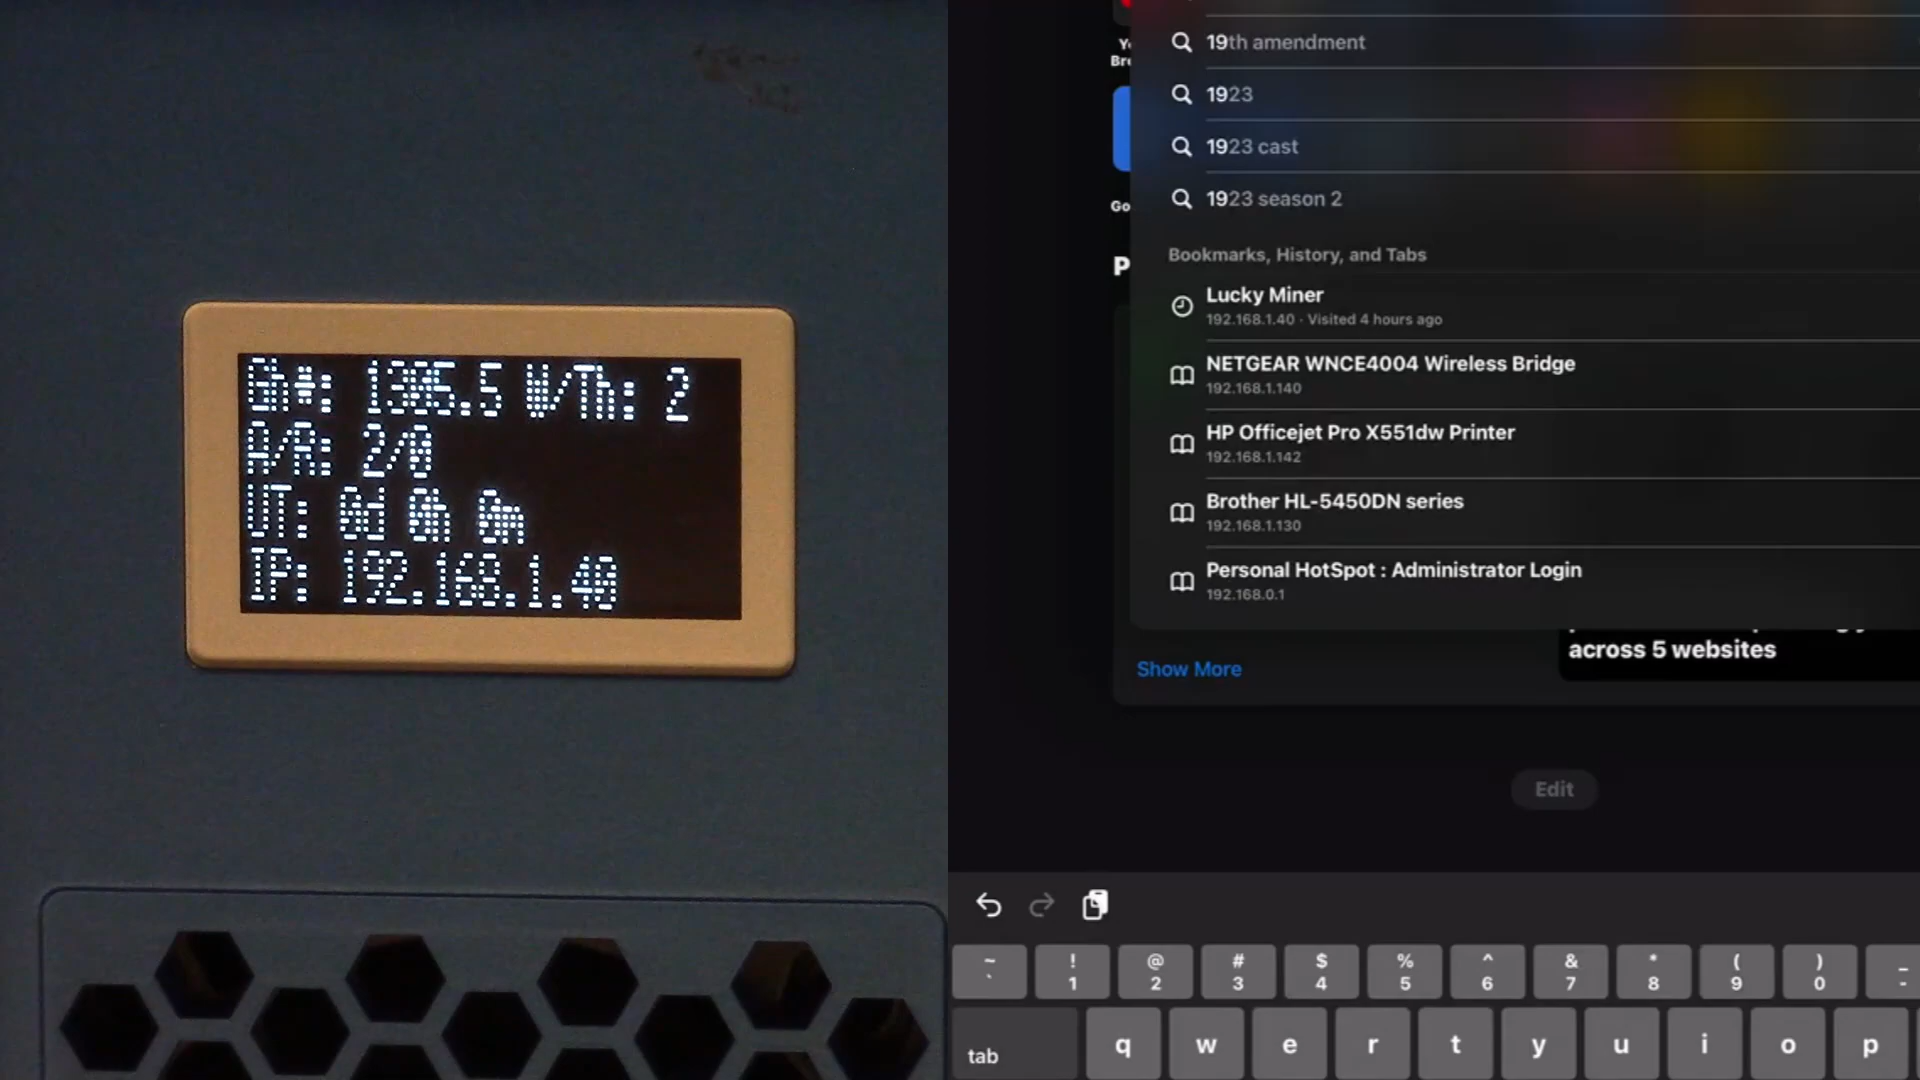 1305.5 W/Th: 2
A/R: 2/0
UT: 0d 0h 0m
IP: 192.168.1.40
19th amendment
1923
1923 cast
1923 season 2
Bookmarks, History, and Tabs
Lucky Miner
192.168.1.40 · Visited 4 hours ago
NETGEAR WNCE4004 Wireless Bridge
192.168.1.140
HP Officejet Pro X551dw Printer
192.168.1.142
Brother HL-5450DN series
192.168.1.130
Personal HotSpot : Administrator Login
192.168.0.1
across 5 websites
Show More
Edit
~ ! @ # $ % ^ & * ( ) _
` 1 2 3 4 5 6 7 8 9 0 -
tab q w e r t y u i o p